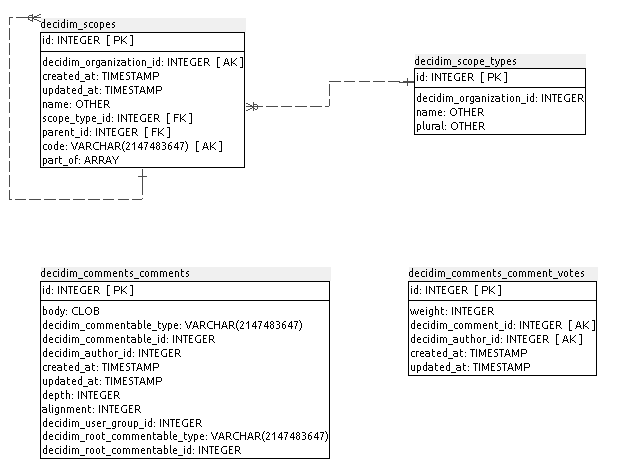 decidim_scopes
id: INTEGER [ PK ]
decidim_organization_id: INTEGER [ AK ]
created_at: TIMESTAMP
updated_at: TIMESTAMP
name: OTHER
scope_type_id: INTEGER [ FK ]
parent_id: INTEGER [ FK ]
code: VARCHAR(2147483647) [ AK ]
part_of: ARRAY
decidim_scope_types
id: INTEGER [ PK ]
decidim_organization_id: INTEGER
name: OTHER
plural: OTHER
decidim_comments_comments
id: INTEGER [ PK ]
body: CLOB
decidim_commentable_type: VARCHAR(2147483647)
decidim_commentable_id: INTEGER
decidim_author_id: INTEGER
created_at: TIMESTAMP
updated_at: TIMESTAMP
depth: INTEGER
alignment: INTEGER
decidim_user_group_id: INTEGER
decidim_root_commentable_type: VARCHAR(2147483647)
decidim_root_commentable_id: INTEGER
decidim_comments_comment_votes
id: INTEGER [ PK ]
weight: INTEGER
decidim_comment_id: INTEGER [ AK ]
decidim_author_id: INTEGER [ AK ]
created_at: TIMESTAMP
updated_at: TIMESTAMP